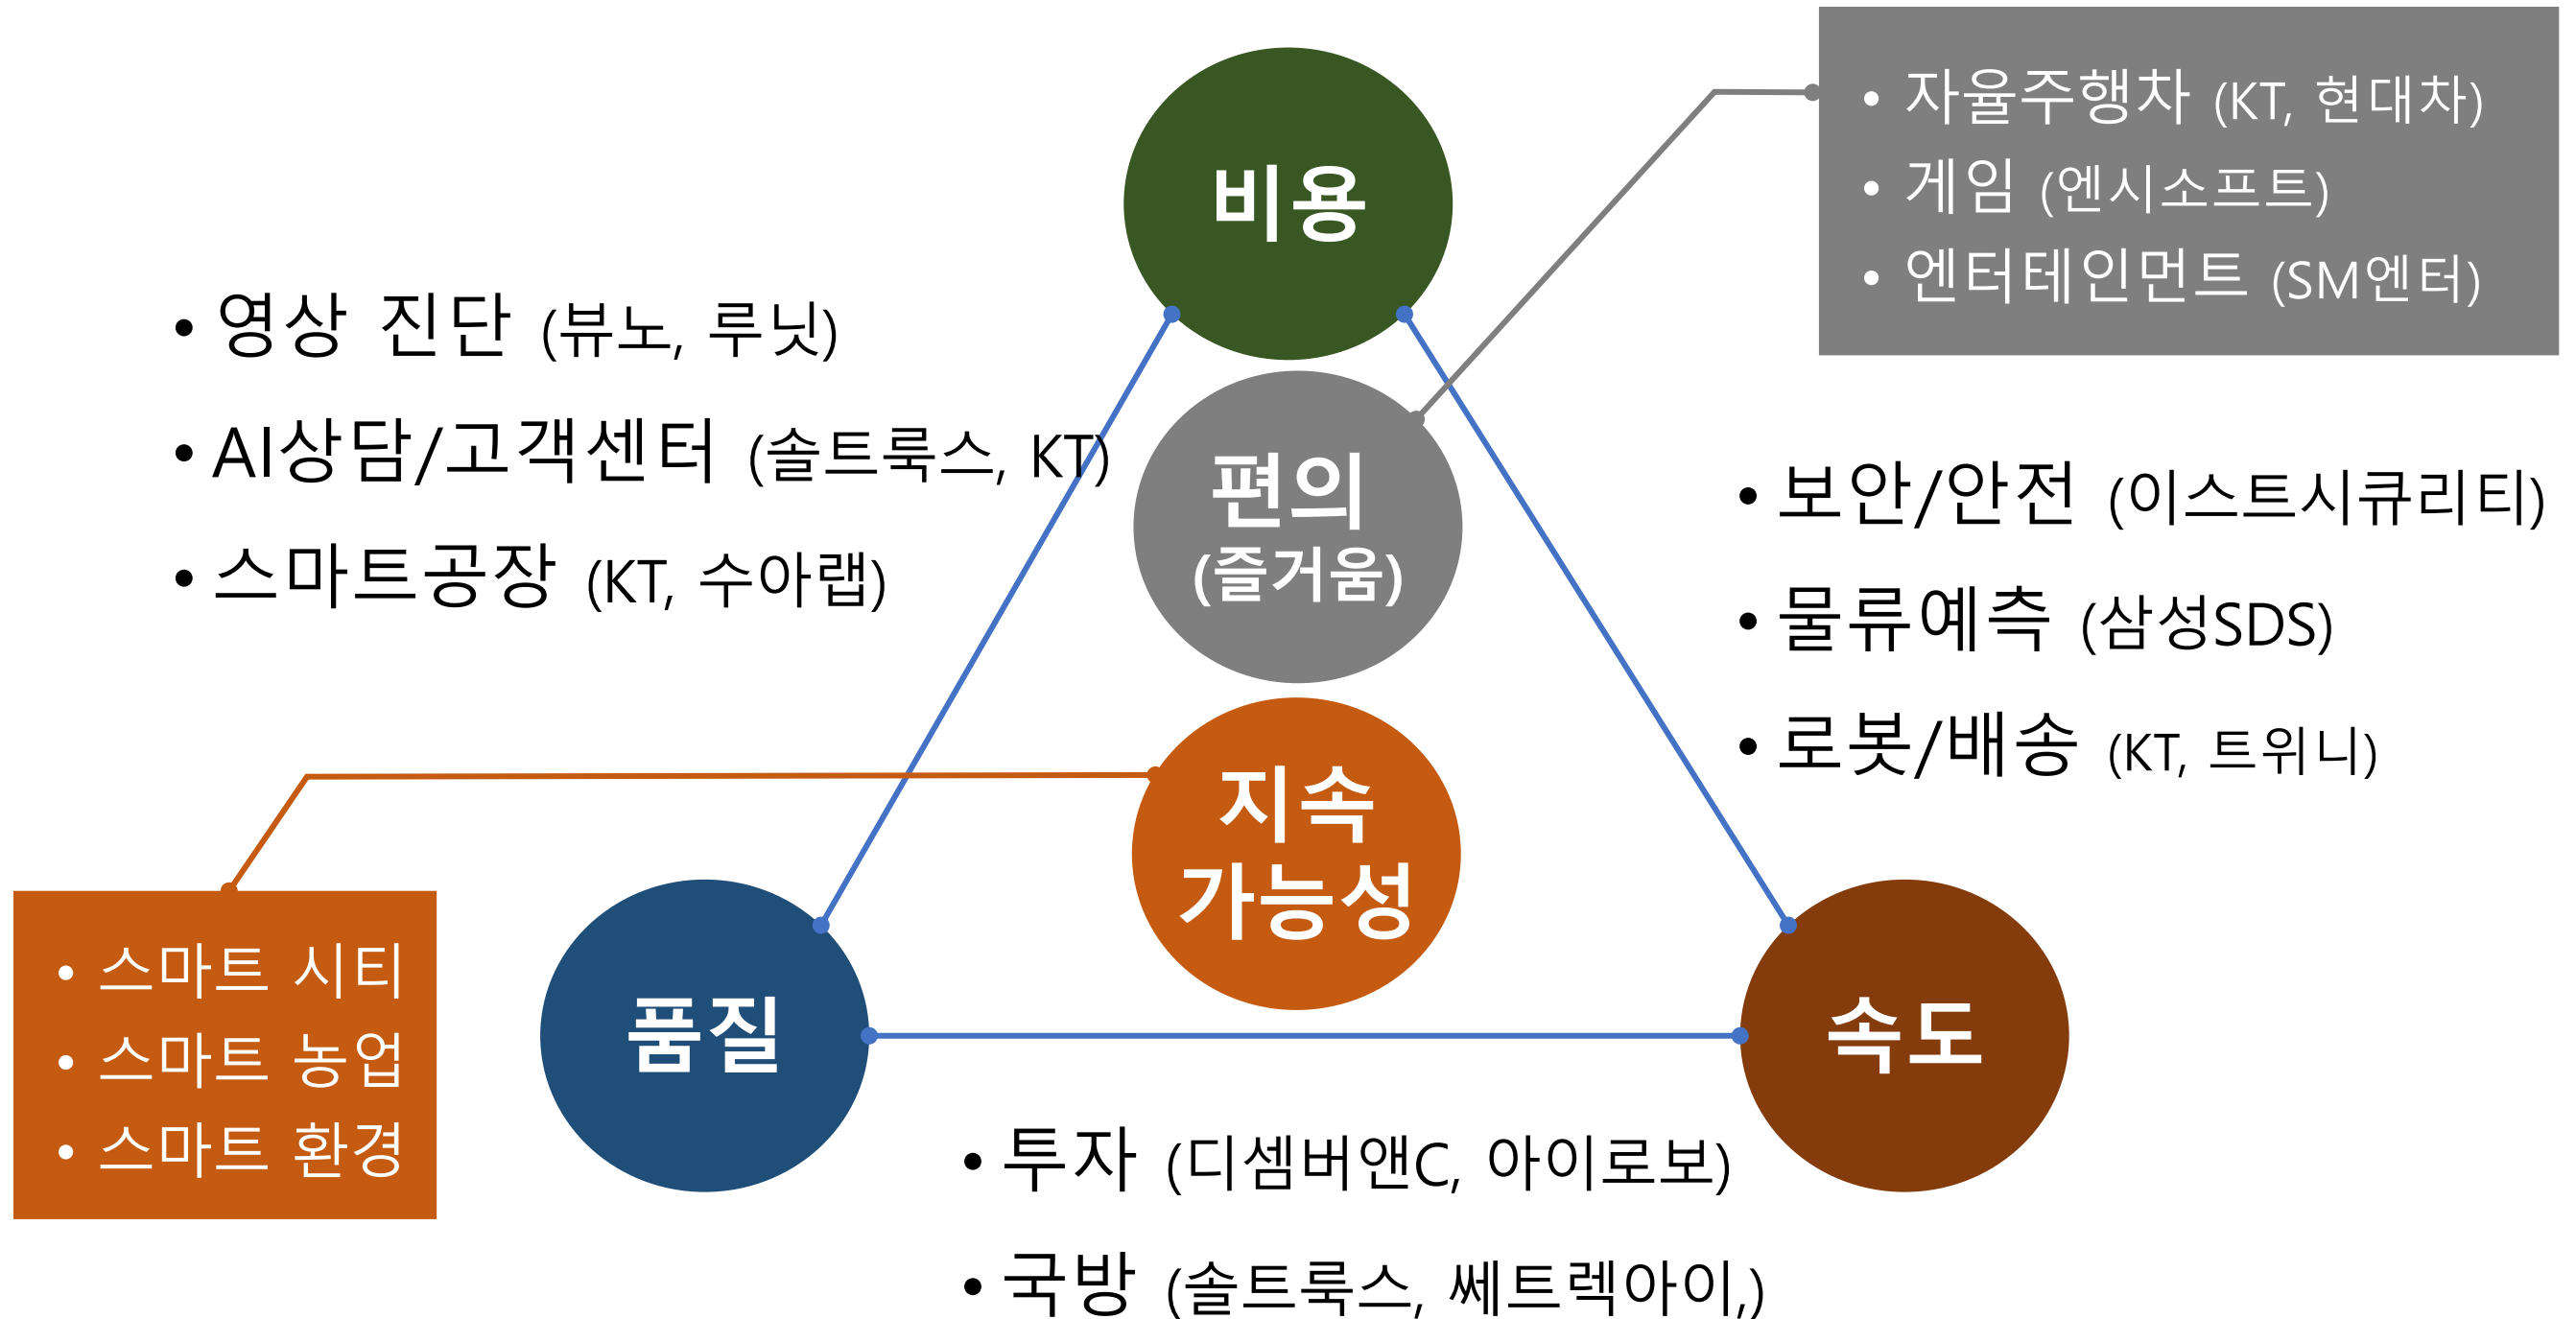 비용
• 자율주행차 (KT, 현대차)
• 게임 (엔시소프트)
• 엔터테인먼트 (SM엔터)
• 영상 진단 (뷰노, 루닛)
• AI상담/고객센터 (솔트룩스, KT)
• 스마트공장 (KT, 수아랩)
편의
(즐거움)
• 보안/안전 (이스트시큐리티)
• 물류예측 (삼성SDS)
• 로봇/배송 (KT, 트위니)
지속
가능성
• 스마트 시티
• 스마트 농업
• 스마트 환경
품질
속도
• 투자 (디셈버앤C, 아이로보)
• 국방 (솔트룩스, 쎄트렉아이,)